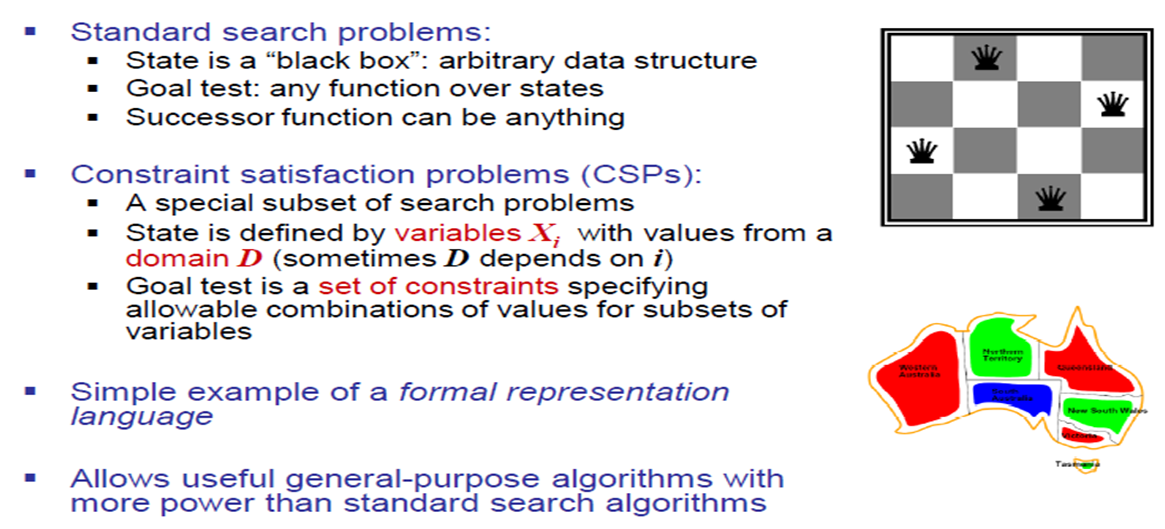 ▪ Standard search problems:
▪ State is a “black box”: arbitrary data structure
▪ Goal test: any function over states
▪ Successor function can be anything
▪ Constraint satisfaction problems (CSPs):
▪ A special subset of search problems
▪ State is defined by variables Xᵢ with values from a
domain D (sometimes D depends on i)
▪ Goal test is a set of constraints specifying
allowable combinations of values for subsets of
variables
▪ Simple example of a formal representation
language
▪ Allows useful general-purpose algorithms with
more power than standard search algorithms
Northern
Territory
Western
Australia
Queensland
South
Australia
New South Wales
Victoria
Tasmania